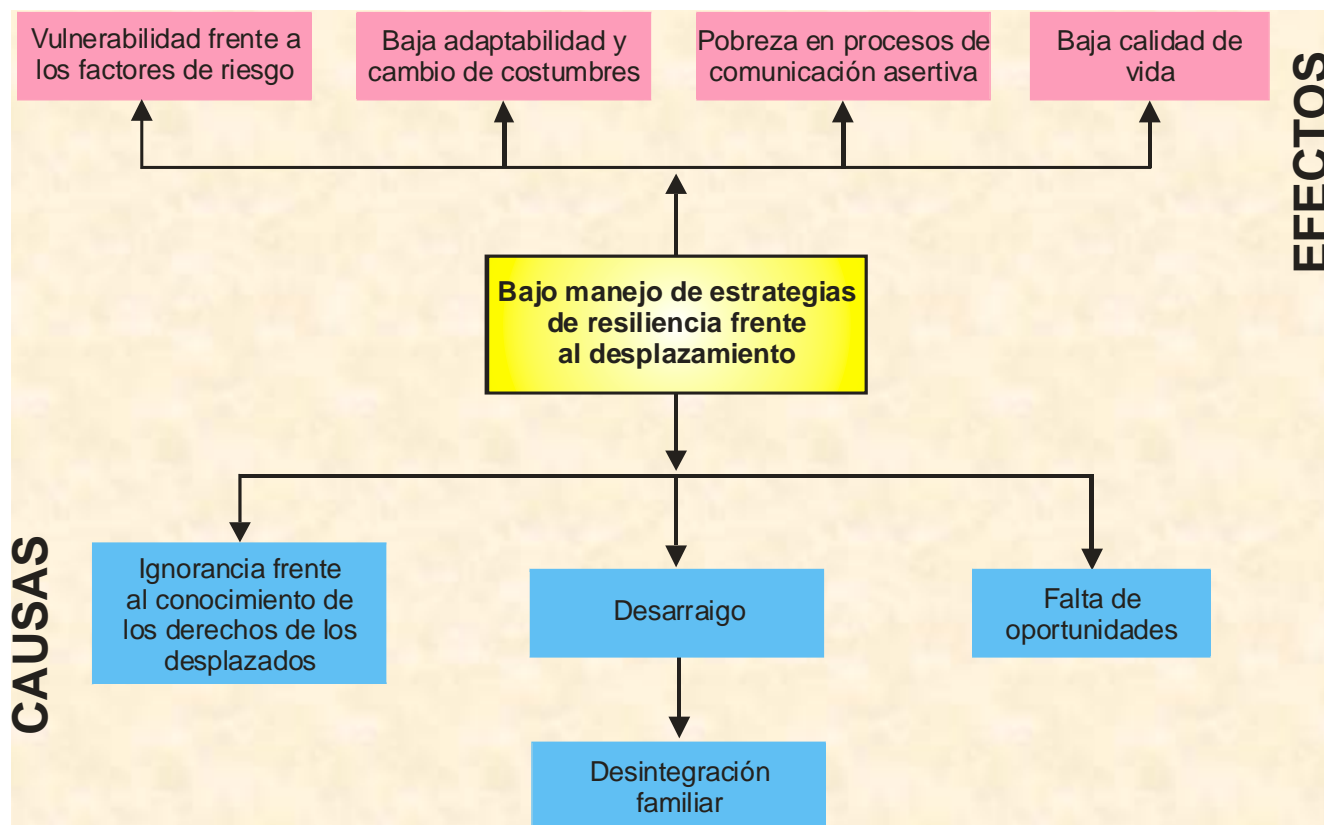 Vulnerabilidad frente a
los factores de riesgo
Baja adaptabilidad y
cambio de costumbres
Pobreza en procesos de
comunicación asertiva
Baja calidad de
vida
EFECTOS
Bajo manejo de estrategias
de resiliencia frente
al desplazamiento
CAUSAS
Ignorancia frente
al conocimiento de
los derechos de los
desplazados
Desarraigo
Falta de
oportunidades
Desintegración
familiar